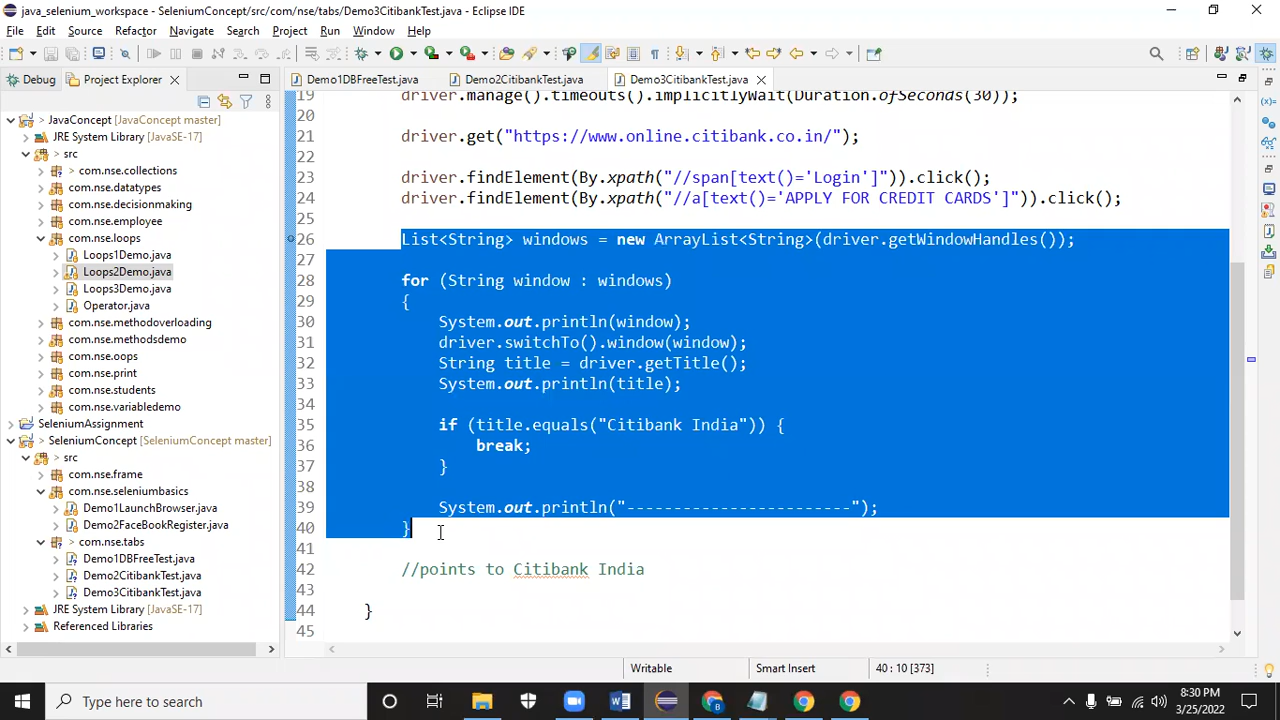 java_selenium_workspace - SeleniumConcept/src/com/nse/tabs/Demo3CitibankTest.java - Eclipse IDE
File Edit Source Refactor Navigate Search Project Run Window Help
Debug Project Explorer Demo1DBFreeTest.java Demo2CitibankTest.java Demo3CitibankTest.java
JavaConcept [JavaConcept master]
JRE System Library [JavaSE-17]
> src
> com.nse.collections
com.nse.datatypes
com.nse.decisionmaking
com.nse.employee
com.nse.loops
Loops1Demo.java
Loops2Demo.java
Loops3Demo.java
Operator.java
com.nse.methodoverloading
com.nse.methodsdemo
com.nse.oops
com.nse.print
com.nse.students
com.nse.variabledemo
SeleniumAssignment
> SeleniumConcept [SeleniumConcept master]
> src
com.nse.frame
com.nse.seleniumbasics
Demo1LaunchBrowser.java
Demo2FaceBookRegister.java
> com.nse.tabs
Demo1DBFreeTest.java
Demo2CitibankTest.java
Demo3CitibankTest.java
JRE System Library [JavaSE-17]
Referenced Libraries
19 driver.manage().timeouts().implicitlyWait(Duration.ofSeconds(30));
20
21 driver.get("https://www.online.citibank.co.in/");
22
23 driver.findElement(By.xpath("//span[text()='Login']")).click();
24 driver.findElement(By.xpath("//a[text()='APPLY FOR CREDIT CARDS']")).click();
25
26 List<String> windows = new ArrayList<String>(driver.getWindowHandles());
27
28 for (String window : windows)
29 {
30 System.out.println(window);
31 driver.switchTo().window(window);
32 String title = driver.getTitle();
33 System.out.println(title);
34
35 if (title.equals("Citibank India")) {
36 break;
37 }
38
39 System.out.println("------------------------");
40 }
41
42 //points to Citibank India
43
44 }
45
Writable Smart Insert 40 : 10 [373]
Type here to search
8:30 PM
3/25/2022